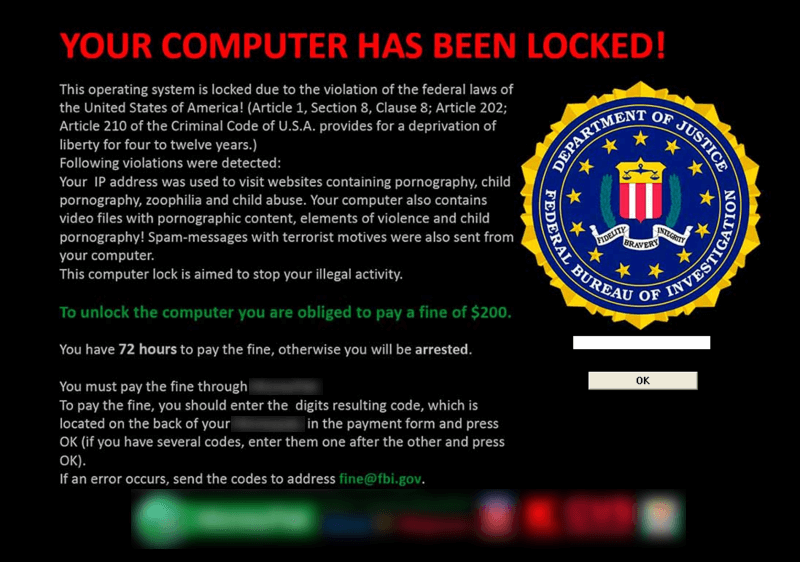 YOUR COMPUTER HAS BEEN LOCKED!
This operating system is locked due to the violation of the federal laws of
the United States of America! (Article 1, Section 8, Clause 8; Article 202;
Article 210 of the Criminal Code of U.S.A. provides for a deprivation of
liberty for four to twelve years.)
Following violations were detected:
Your IP address was used to visit websites containing pornography, child
pornography, zoophilia and child abuse. Your computer also contains
video files with pornographic content, elements of violence and child
pornography! Spam-messages with terrorist motives were also sent from
your computer.
This computer lock is aimed to stop your illegal activity.
To unlock the computer you are obliged to pay a fine of $200.
You have 72 hours to pay the fine, otherwise you will be arrested.
You must pay the fine through
To pay the fine, you should enter the digits resulting code, which is
located on the back of your in the payment form and press
OK (if you have several codes, enter them one after the other and press
OK).
If an error occurs, send the codes to address fine@fbi.gov.
DEPARTMENT OF JUSTICE
FEDERAL BUREAU OF INVESTIGATION
FIDELITY BRAVERY INTEGRITY
OK